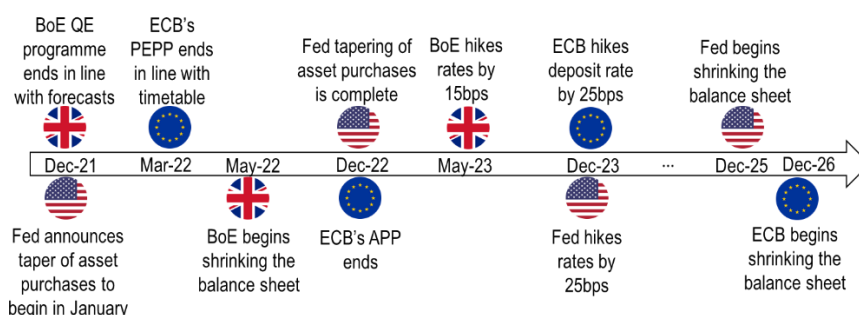 BoE QE
programme
ends in line
with forecasts
ECB's
PEPP ends
in line with
timetable
Fed tapering of
asset purchases
is complete
BoE hikes
rates by
15bps
ECB hikes
deposit rate
by 25bps
Fed begins
shrinking the
balance sheet
Dec-21
Mar-22
May-22
Dec-22
May-23
Dec-23
...
Dec-25
Dec-26
Fed announces
taper of asset
purchases to
begin in January
BoE begins
shrinking the
balance sheet
ECB's APP
ends
Fed hikes
rates by
25bps
ECB begins
shrinking the
balance sheet